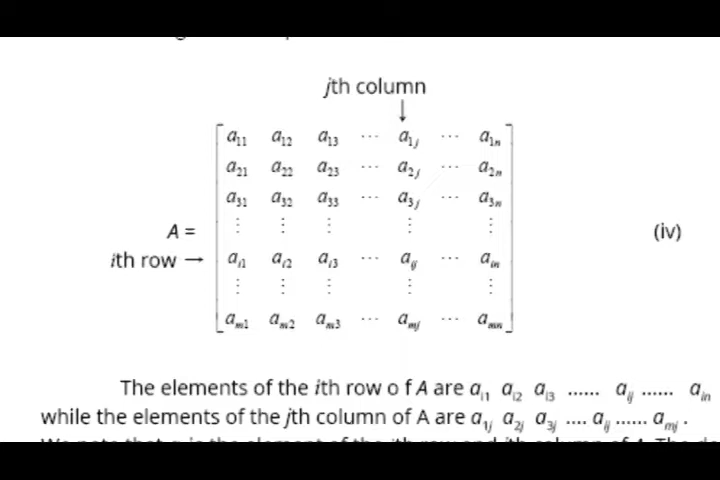 jth column
↓
a₁₁ a₁₂ a₁₃ ⋯ a₁ⱼ ⋯ a₁ₙ
a₂₁ a₂₂ a₂₃ ⋯ a₂ⱼ ⋯ a₂ₙ
a₃₁ a₃₂ a₃₃ ⋯ a₃ⱼ ⋯ a₃ₙ
A = ⋮ ⋮ ⋮ ⋮ ⋮ (iv)
ith row → aᵢ₁ aᵢ₂ aᵢ₃ ⋯ aᵢⱼ ⋯ aᵢₙ
⋮ ⋮ ⋮ ⋮ ⋮
aₘ₁ aₘ₂ aₘ₃ ⋯ aₘⱼ ⋯ aₘₙ
The elements of the ith row o f A are aᵢ₁ aᵢ₂ aᵢ₃ ...... aᵢⱼ ...... aᵢₙ
while the elements of the jth column of A are a₁ⱼ a₂ⱼ a₃ⱼ .... aᵢⱼ ...... aₘⱼ .